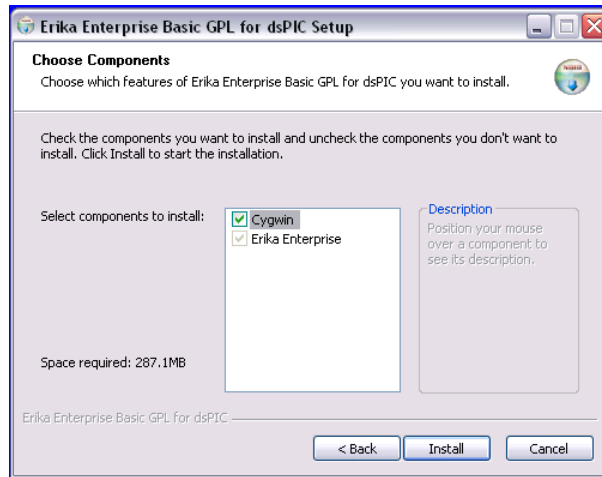 Erika Enterprise Basic GPL for dsPIC Setup
Choose Components
Choose which features of Erika Enterprise Basic GPL for dsPIC you want to install.
Check the components you want to install and uncheck the components you don't want to
install. Click Install to start the installation.
Select components to install:
Cygwin
Erika Enterprise
Description
Position your mouse
over a component to
see its description.
Space required: 287.1MB
Erika Enterprise Basic GPL for dsPIC
< Back
Install
Cancel